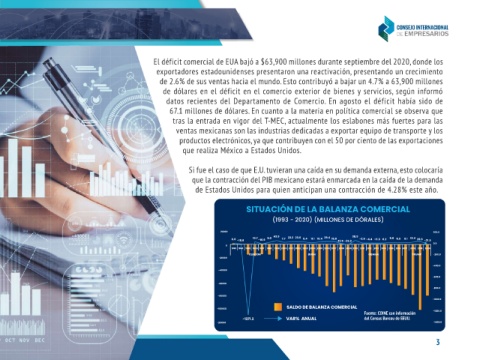 CONSEJO INTERNACIONAL
DE EMPRESARIOS
El déficit comercial de EUA bajó a $63,900 millones durante septiembre del 2020, donde los
exportadores estadounidenses presentaron una reactivación, presentando un crecimiento
de 2.6% de sus ventas hacia el mundo. Esto contribuyó a bajar un 4.7% a 63,900 millones
de dólares en el déficit en el comercio exterior de bienes y servicios, según informó
datos recientes del Departamento de Comercio. En agosto el déficit había sido de
67.1 millones de dólares. En cuanto a la materia en política comercial se observa que
tras la entrada en vigor del T-MEC, actualmente los eslabones más fuertes para las
ventas mexicanas son las industrias dedicadas a exportar equipo de transporte y los
productos electrónicos, ya que contribuyen con el 50 por ciento de las exportaciones
que realiza México a Estados Unidos.
Si fue el caso de que E.U. tuvieran una caída en su demanda externa, esto colocaría
que la contracción del PIB mexicano estará enmarcada en la caída de la demanda
de Estados Unidos para quien anticipan una contracción de 4.28% este año.
SITUACIÓN DE LA BALANZA COMERCIAL
(1993 - 2020) (MILLONES DE DÓLARES)
SALDO DE BALANZA COMERCIAL
VAR% ANUAL
Fuente: COINE con información
del Census Bureau de EEUU
3